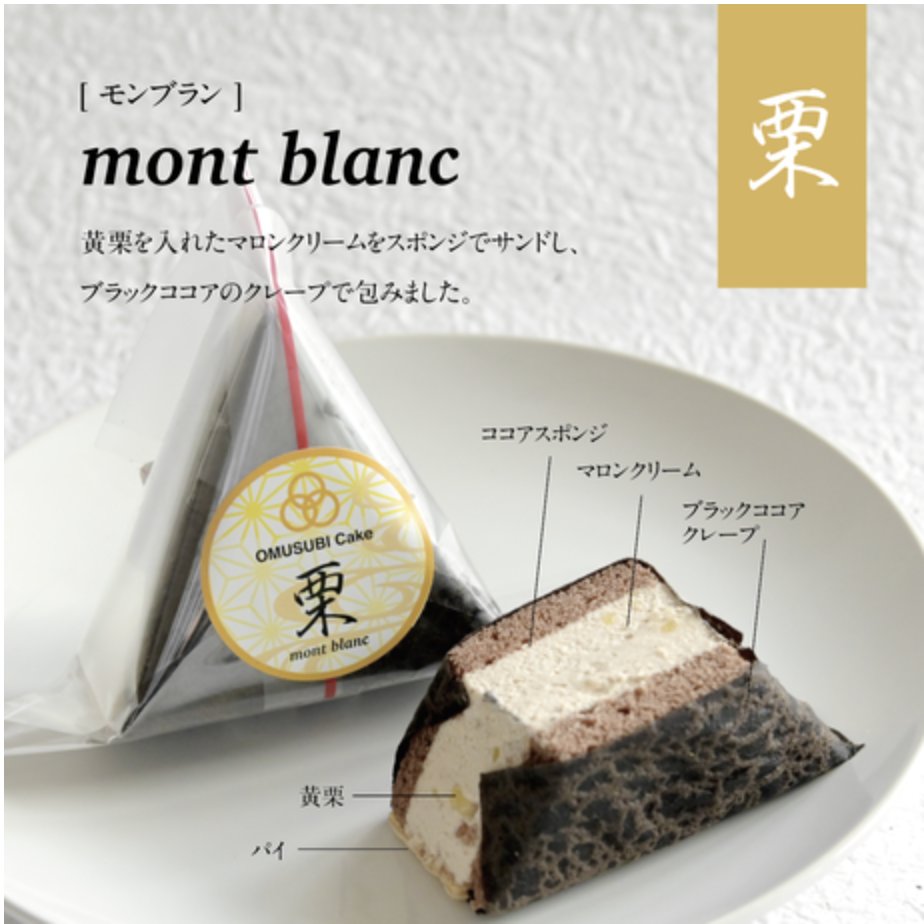 [ モンブラン ]
mont blanc
栗
黄栗を入れたマロンクリームをスポンジでサンドし、
ブラックココアのクレープで包みました。
ココアスポンジ
マロンクリーム
ブラックココア
クレープ
OMUSUBI Cake
栗
mont blanc
黄栗
パイ